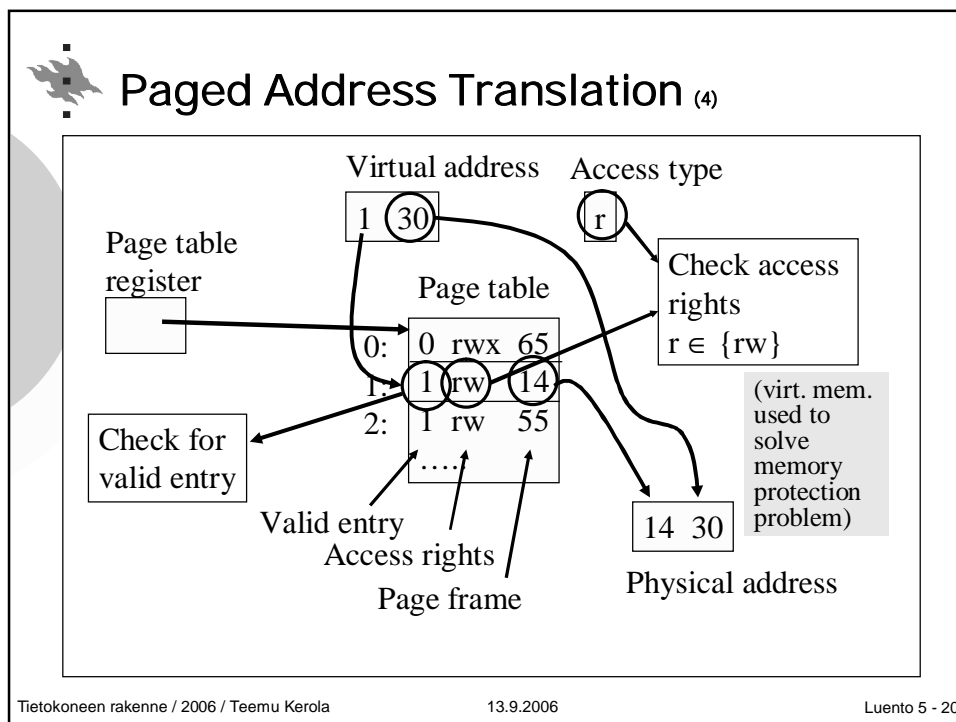 Paged Address Translation (4)
Virtual address
Access type
1 30
r
Page table
register
Check access
rights
r ∈ {rw}
Page table
0: 0 rwx 65
1: 1 rw 14
2: 1 rw 55
.....
Check for
valid entry
(virt. mem.
used to
solve
memory
protection
problem)
Valid entry
Access rights
Page frame
14 30
Physical address
Tietokoneen rakenne / 2006 / Teemu Kerola
13.9.2006
Luento 5 - 20